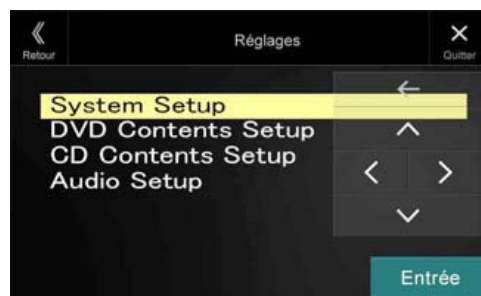 Retour
Réglages
Quitter
System Setup
DVD Contents Setup
CD Contents Setup
Audio Setup
Entrée